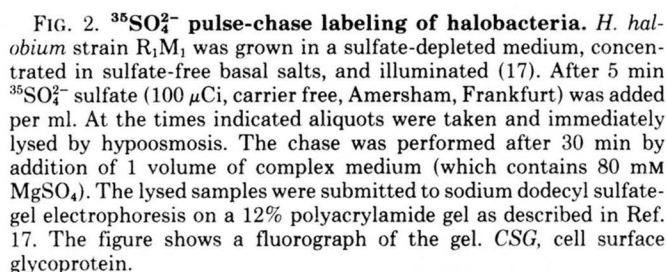 FIG. 2. ³⁵SO₄²⁻ pulse-chase labeling of halobacteria. H. hal-
obium strain R₁M₁ was grown in a sulfate-depleted medium, concen-
trated in sulfate-free basal salts, and illuminated (17). After 5 min
³⁵SO₄²⁻ sulfate (100 μCi, carrier free, Amersham, Frankfurt) was added
per ml. At the times indicated aliquots were taken and immediately
lysed by hypoosmosis. The chase was performed after 30 min by
addition of 1 volume of complex medium (which contains 80 mM
MgSO₄). The lysed samples were submitted to sodium dodecyl sulfate-
gel electrophoresis on a 12% polyacrylamide gel as described in Ref.
17. The figure shows a fluorograph of the gel. CSG, cell surface
glycoprotein.